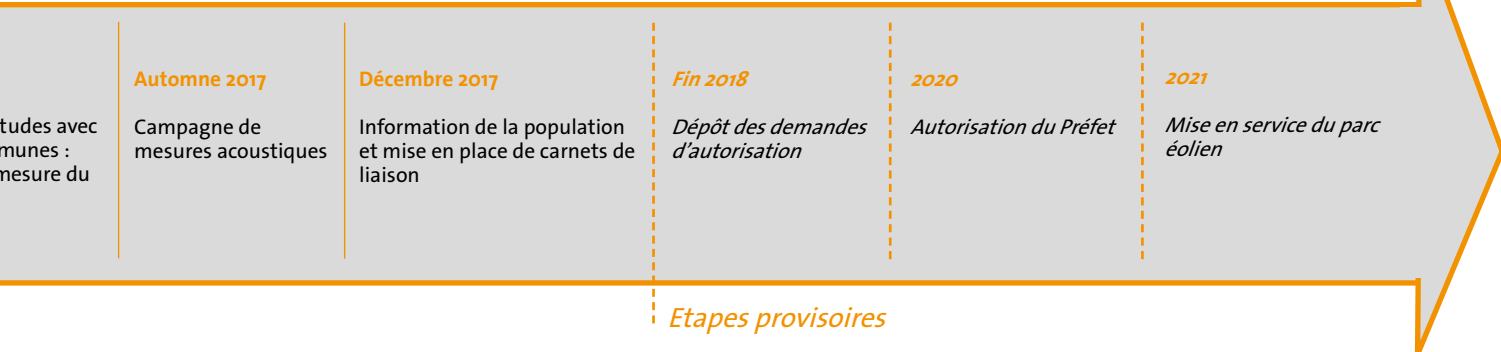 tudes avec
munes :
mesure du
Automne 2017
Campagne de
mesures acoustiques
Décembre 2017
Information de la population
et mise en place de carnets de
liaison
Fin 2018
Dépôt des demandes
d'autorisation
2020
Autorisation du Préfet
2021
Mise en service du parc
éolien
Etapes provisoires